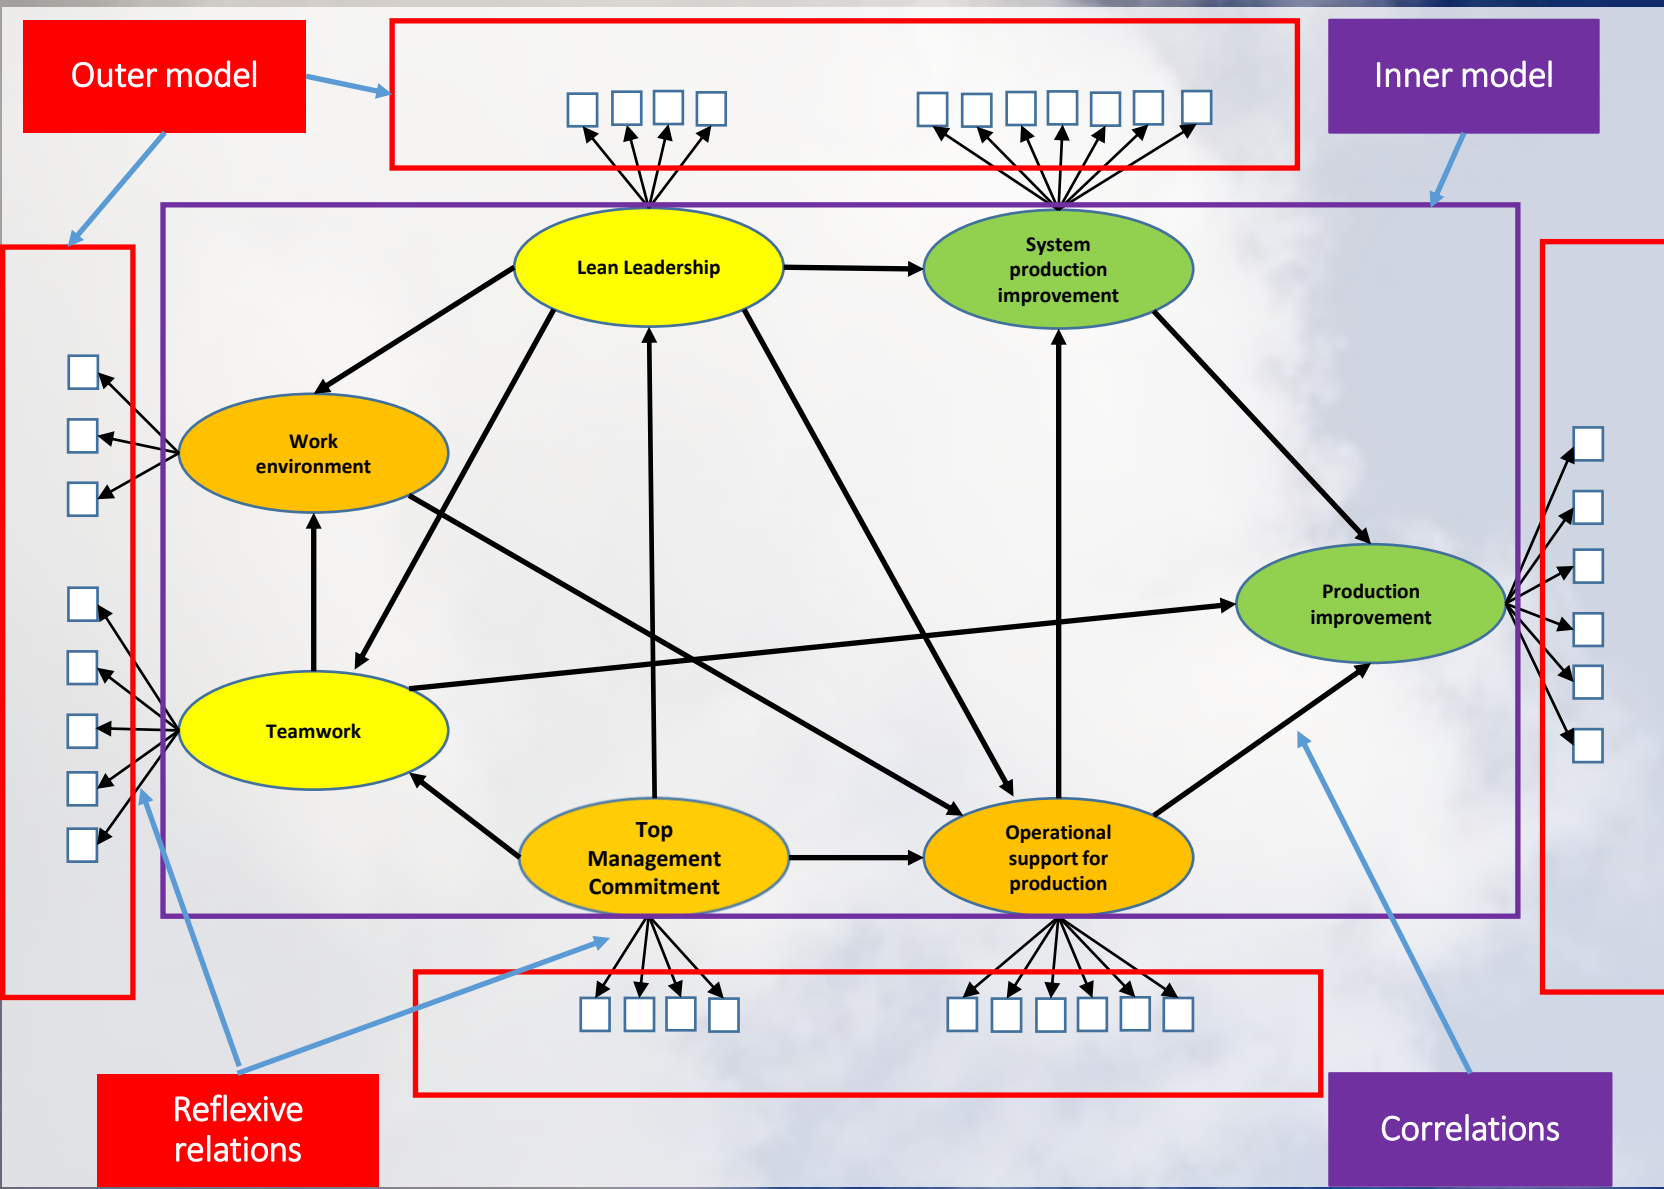 Outer model
Inner model
Lean Leadership
System
production
improvement
Work
environment
Production
improvement
Teamwork
Top
Management
Commitment
Operational
support for
production
Reflexive
relations
Correlations